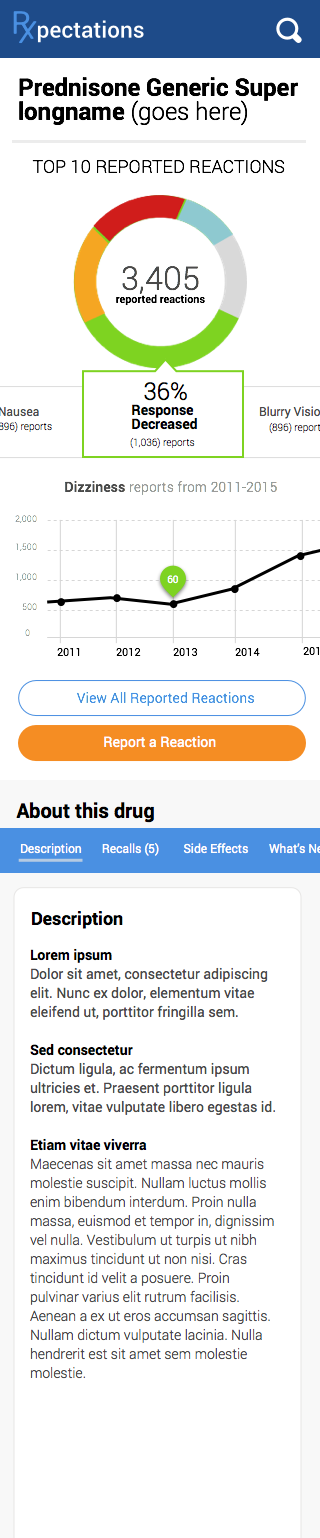 Rxpectations
Prednisone Generic Super
longname (goes here)
TOP 10 REPORTED REACTIONS
3,405
reported reactions
36%
Response
Decreased
(1,036) reports
Nausea
896) reports
Blurry Visio
(896) report
Dizziness reports from 2011-2015
2,000
1,500
1,000
500
0
60
2011 2012 2013 2014 201
View All Reported Reactions
Report a Reaction
About this drug
Description Recalls (5) Side Effects What's Ne
Description
Lorem ipsum
Dolor sit amet, consectetur adipiscing
elit. Nunc ex dolor, elementum vitae
eleifend ut, porttitor fringilla sem.
Sed consectetur
Dictum ligula, ac fermentum ipsum
ultricies et. Praesent porttitor ligula
lorem, vitae vulputate libero egestas id.
Etiam vitae viverra
Maecenas sit amet massa nec mauris
molestie suscipit. Nullam luctus mollis
enim bibendum interdum. Proin nulla
massa, euismod et tempor in, dignissim
vel nulla. Vestibulum ut turpis ut nibh
maximus tincidunt ut non nisi. Cras
tincidunt id velit a posuere. Proin
pulvinar varius elit rutrum facilisis.
Aenean a ex ut eros accumsan sagittis.
Nullam dictum vulputate lacinia. Nulla
hendrerit est sit amet sem molestie
molestie.